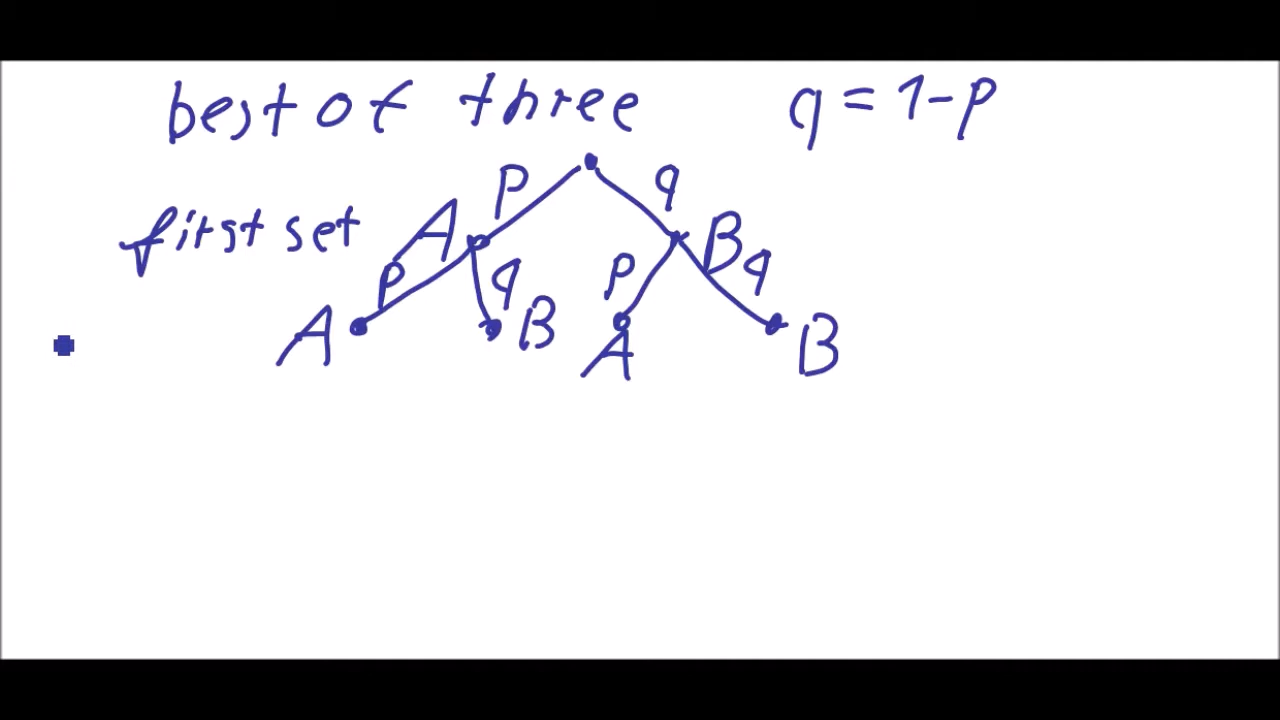 best of three q = 1-p
p q
first set A B
p q p q
A B A B